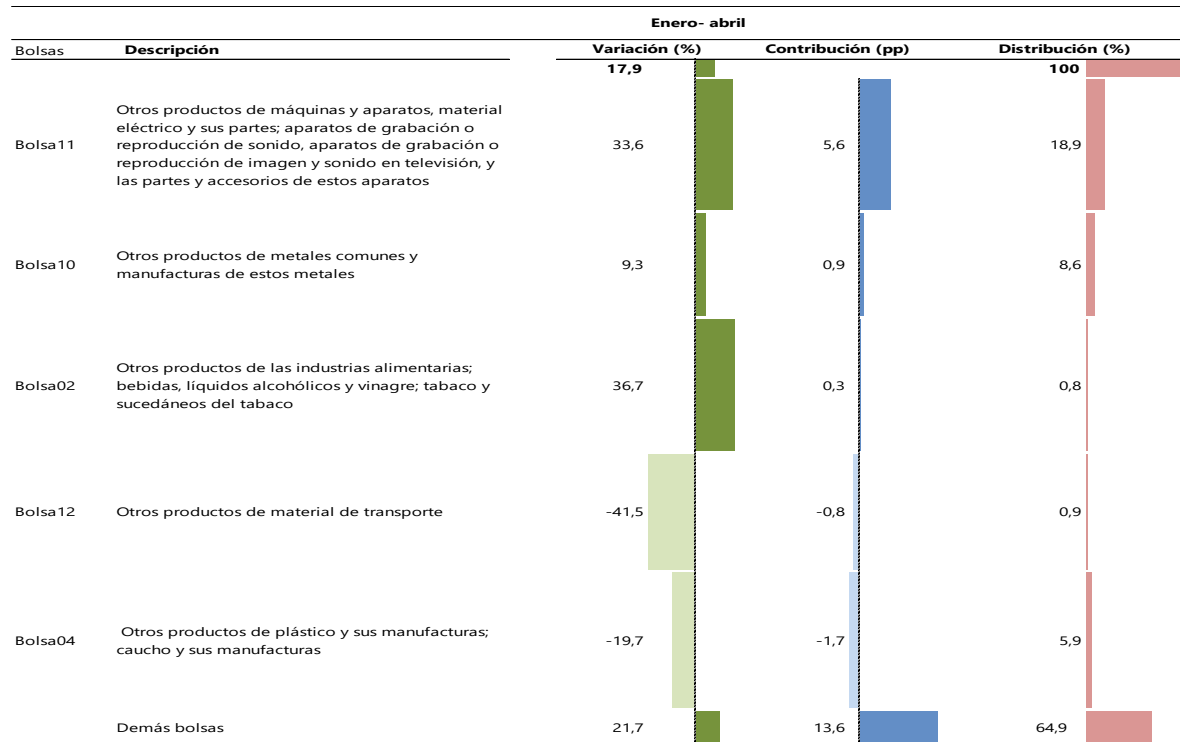 Enero- abril
Bolsas Descripción Variación (%) Contribución (pp) Distribución (%)
17,9 100
Otros productos de máquinas y aparatos, material
eléctrico y sus partes; aparatos de grabación o
reproducción de sonido, aparatos de grabación o
reproducción de imagen y sonido en televisión, y
las partes y accesorios de estos aparatos
Bolsa11 33,6 5,6 18,9
Otros productos de metales comunes y
manufacturas de estos metales
Bolsa10 9,3 0,9 8,6
Otros productos de las industrias alimentarias;
bebidas, líquidos alcohólicos y vinagre; tabaco y
sucedáneos del tabaco
Bolsa02 36,7 0,3 0,8
Bolsa12 Otros productos de material de transporte -41,5 -0,8 0,9
Otros productos de plástico y sus manufacturas;
caucho y sus manufacturas
Bolsa04 -19,7 -1,7 5,9
Demás bolsas 21,7 13,6 64,9